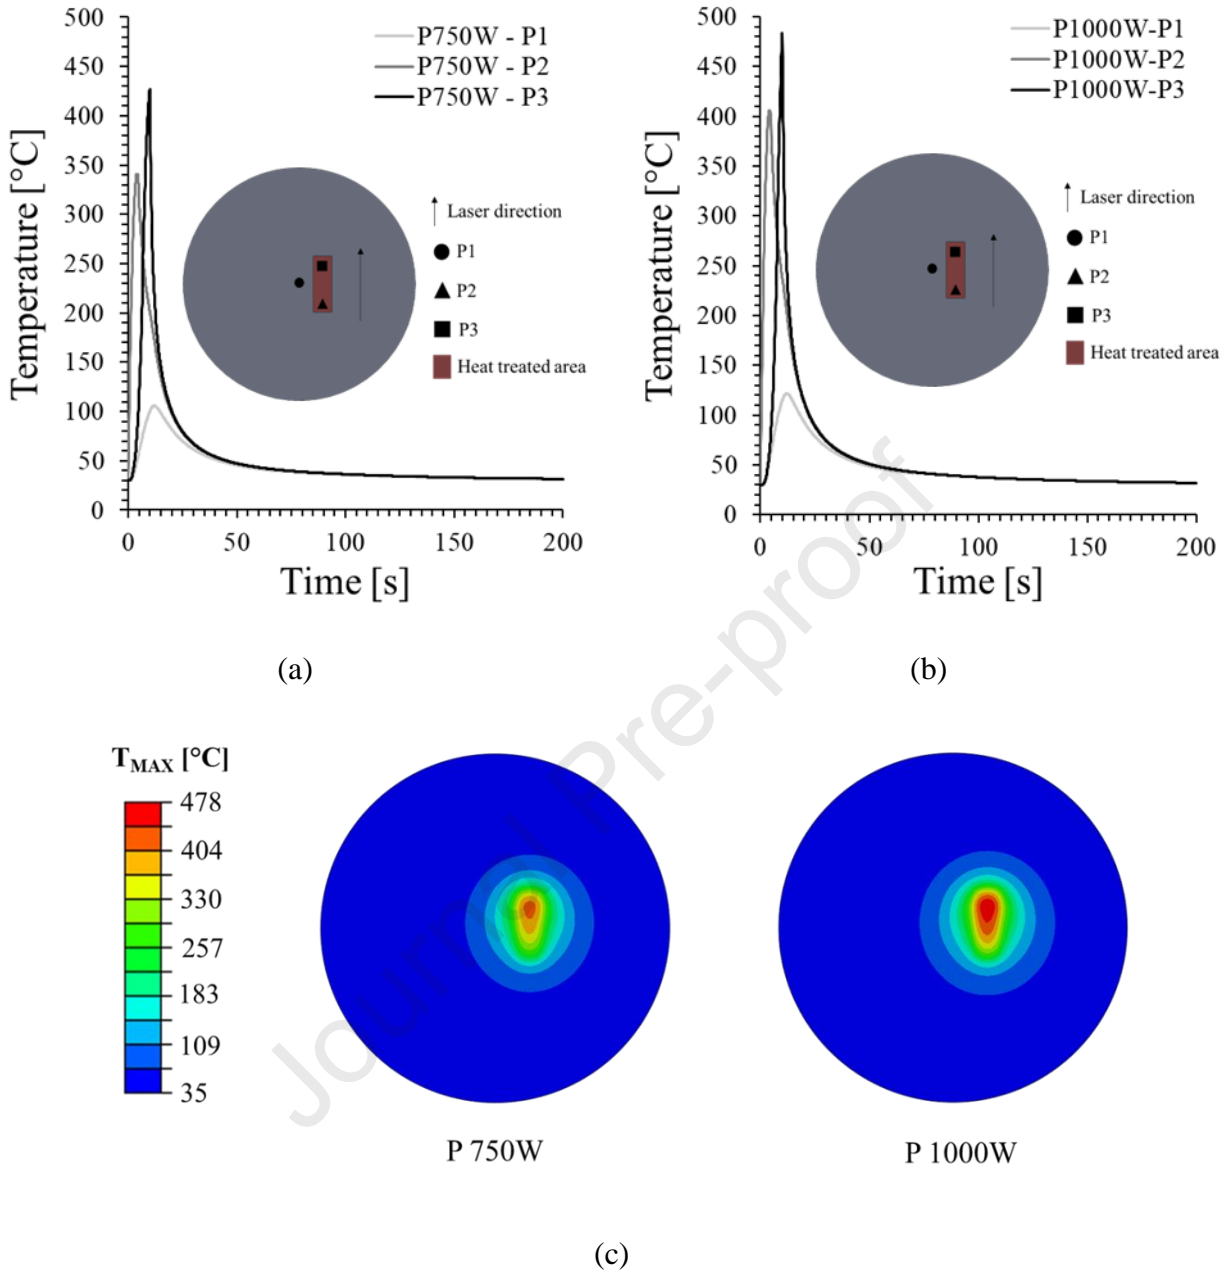 500
450
400
350
300
250
200
150
100
50
0
Temperature [°C]
P750W - P1
P750W - P2
P750W - P3
Laser direction
P1
P2
P3
Heat treated area
0
50
100
150
200
Time [s]
(a)
500
450
400
350
300
250
200
150
100
50
0
Temperature [°C]
P1000W-P1
P1000W-P2
P1000W-P3
Laser direction
P1
P2
P3
Heat treated area
0
50
100
150
200
Time [s]
(b)
Journal Pre-proof
T_MAX [°C]
478
404
330
257
183
109
35
P 750W
P 1000W
(c)